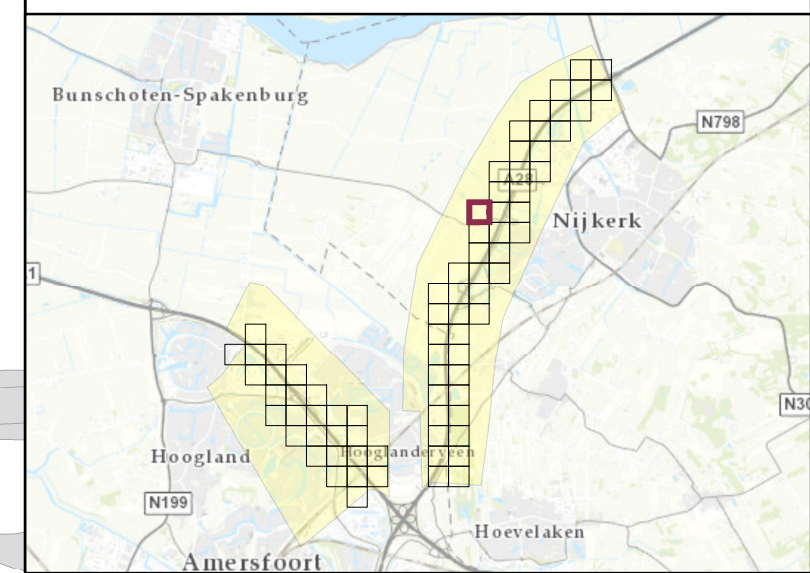 Bunschoten-Spakenburg
N798
A28
Nijkerk
1
N30
Hoogland
Hooglanderveen
N199
Hoevelaken
Amersfoort